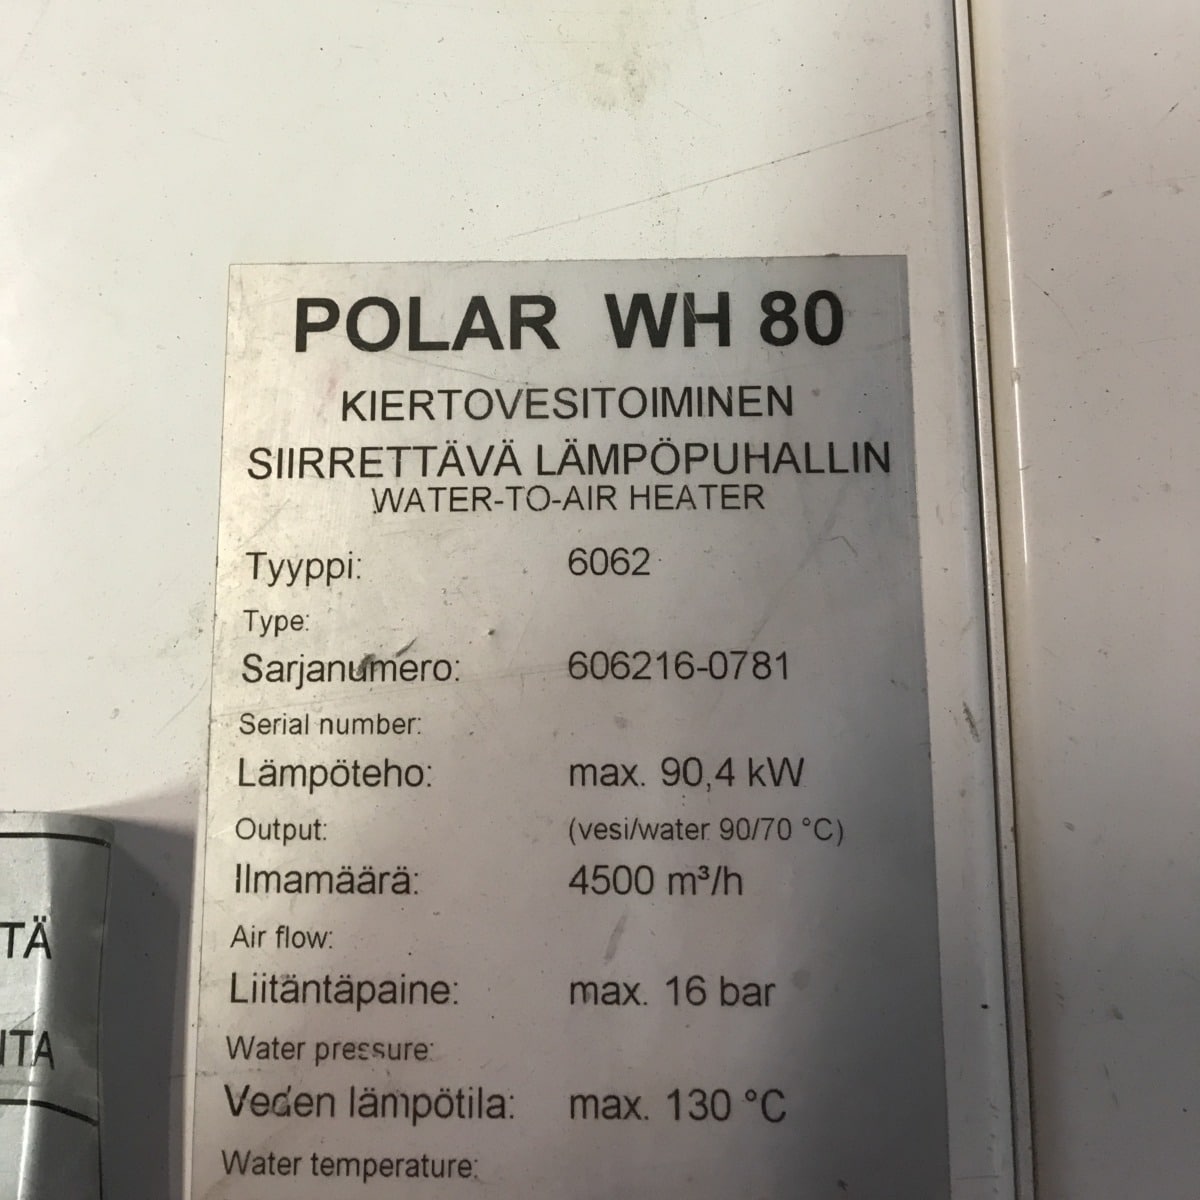 POLAR WH 80
KIERTOVESITOIMINEN
SIIRRETTÄVÄ LÄMPÖPUHALLIN
WATER-TO-AIR HEATER
Tyyppi: 6062
Type:
Sarjanumero: 606216-0781
Serial number:
Lämpöteho: max. 90,4 kW
Output: (vesi/water 90/70 °C)
Ilmamäärä: 4500 m³/h
Air flow:
Liitäntäpaine: max. 16 bar
Water pressure:
Veden lämpötila: max. 130 °C
Water temperature:
TÄ
ITA